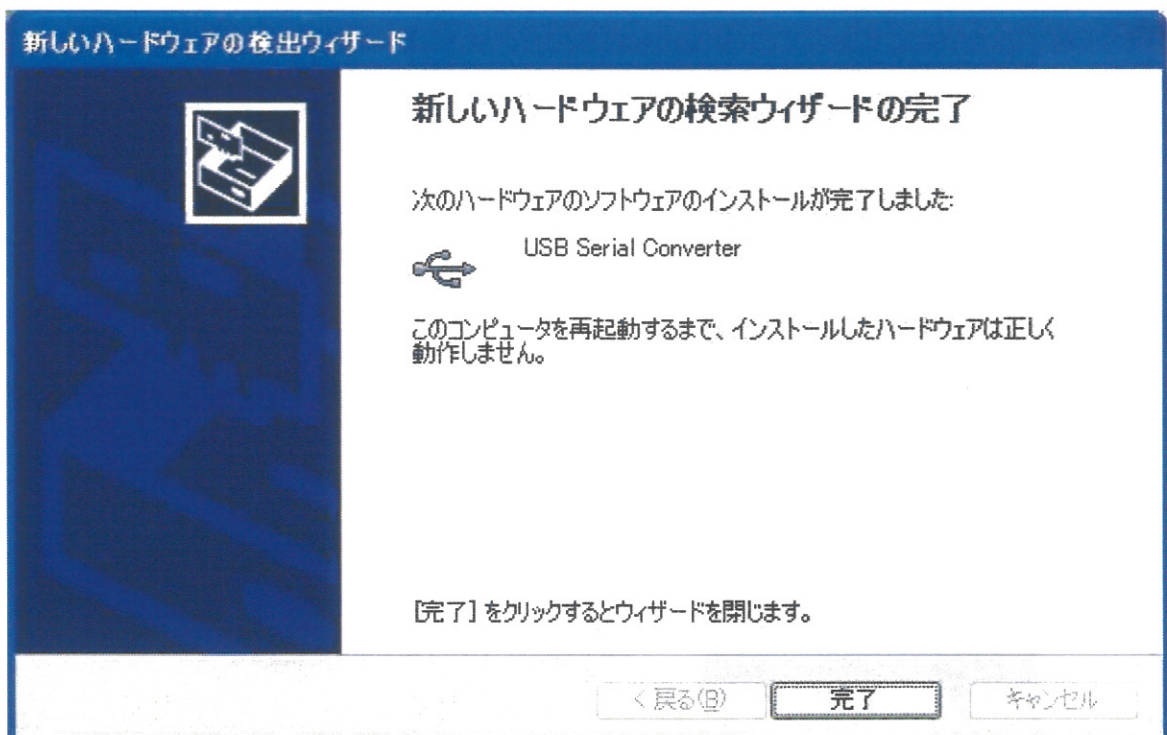 新しいハードウェアの検出ウィザード
新しいハードウェアの検索ウィザードの完了
次のハードウェアのソフトウェアのインストールが完了しました:
USB Serial Converter
このコンピュータを再起動するまで、インストールしたハードウェアは正しく
動作しません。
[完了] をクリックするとウィザードを閉じます。
< 戻る(B)
完了
キャンセル